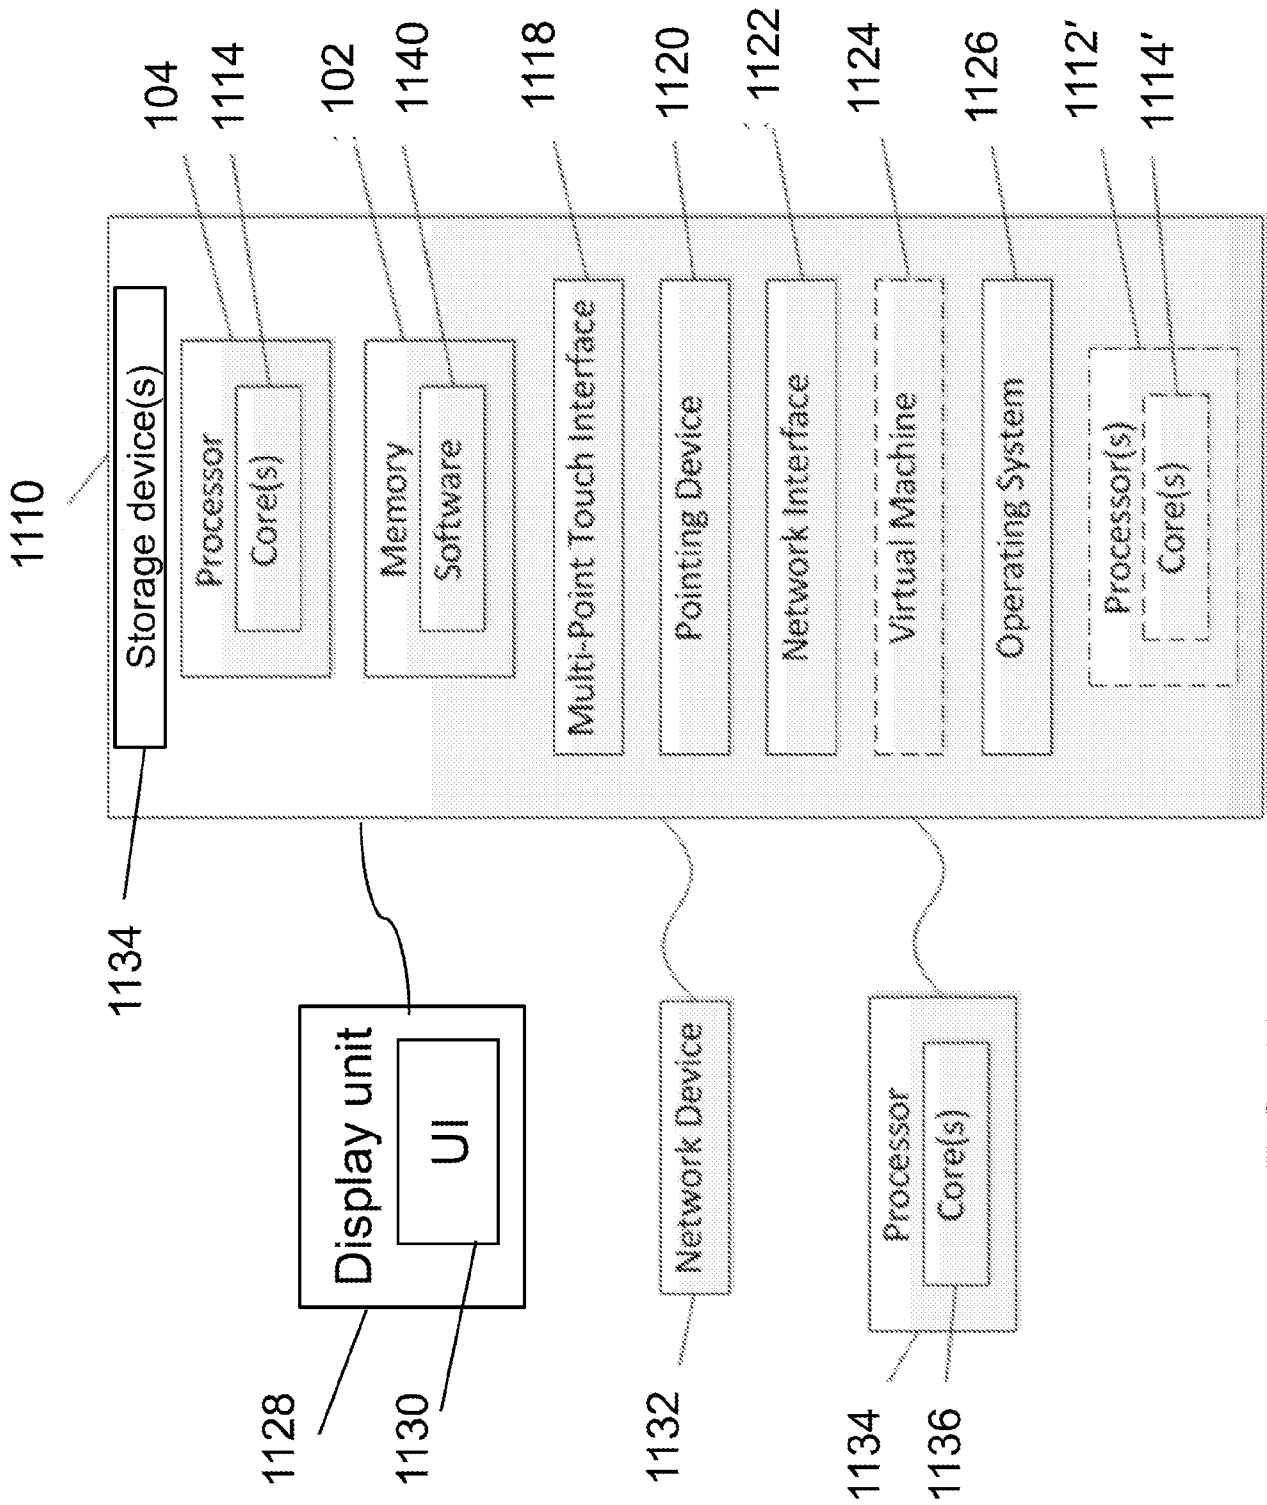 1110
Storage device(s)
1134
Processor
Core(s)
104
1114
Memory
Software
102
1140
Multi-Point Touch Interface
1118
Pointing Device
1120
Network Interface
1122
Virtual Machine
1124
Operating System
1126
Processor(s)
Core(s)
1112'
1114'
Display unit
UI
1128
1130
Network Device
1132
Processor
Core(s)
1134
1136